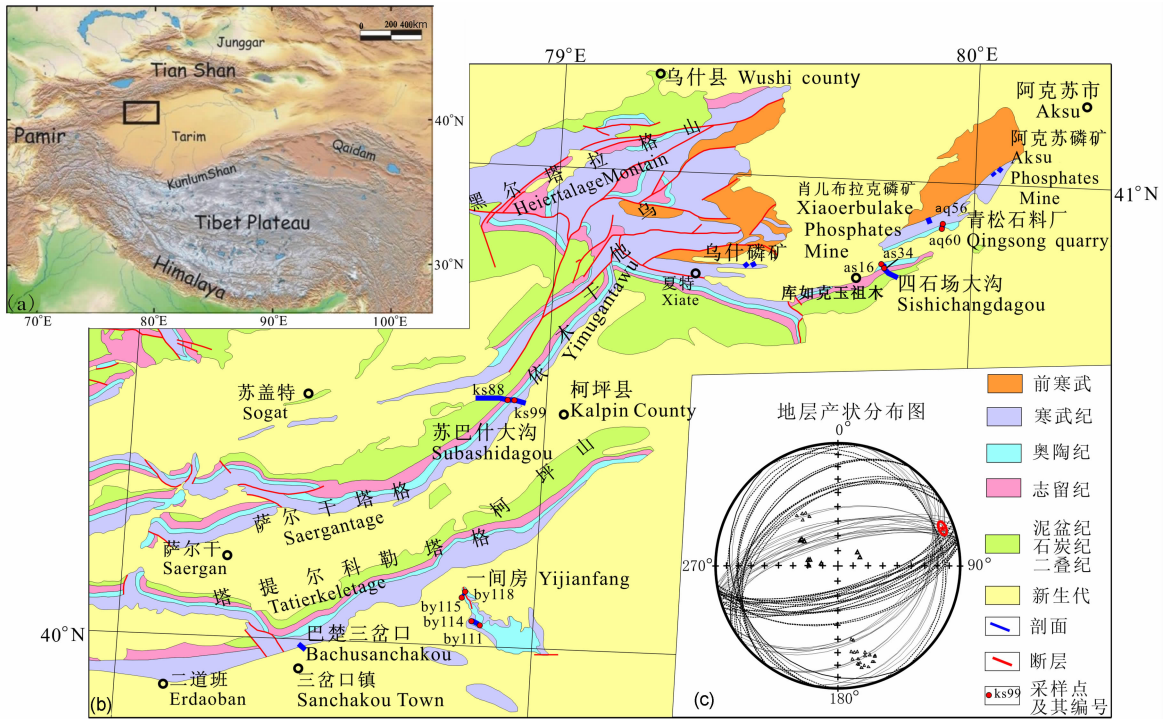 0 200 400km
Junggar
Tian Shan
Pamir
Tarim
Qaidam
KunlumShan
Tibet Plateau
Himalaya
(a)
40°N
30°N
70°E
80°E
90°E
100°E
79°E
80°E
41°N
40°N
乌什县 Wushi county
阿克苏市
Aksu
阿克苏磷矿
Aksu
Phosphates
Mine
黑尔塔拉格山
HeiertalageMontain
肖儿布拉克磷矿
Xiaoerbulake
Phosphates
Mine
aq56
青松石料厂
aq60
Qingsong quarry
乌什磷矿
as34
as16
夏特
Xiate
库如克玉祖木
四石场大沟
Sishichangdagou
依木干他乌
Yimugantawu
苏盖特
Sogat
ks88
ks99
柯坪县
Kalpin County
苏巴什大沟
Subashidagou
萨尔干塔格
Saergantage
萨尔干
Saergan
塔提尔科勒塔格柯坪山
Tatierkeletage
一间房 Yijianfang
by118
by115
by114
by111
巴楚三岔口
Bachusanchakou
二道班
Erdaoban
三岔口镇
Sanchakou Town
(b)
地层产状分布图
0°
270°
90°
180°
(c)
前寒武
寒武纪
奥陶纪
志留纪
泥盆纪
石炭纪
二叠纪
新生代
剖面
断层
ks99 采样点
及其编号